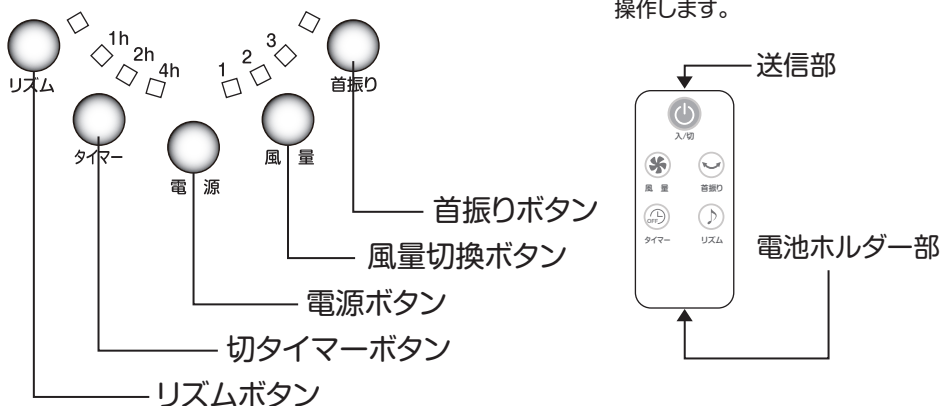 操作します。
1h
2h
4h
1
2
3
リズム
タイマー
電 源
風 量
首振り
首振りボタン
風量切換ボタン
電源ボタン
切タイマーボタン
リズムボタン
送信部
入/切
風 量
首振り
OFF
タイマー
リズム
電池ホルダー部